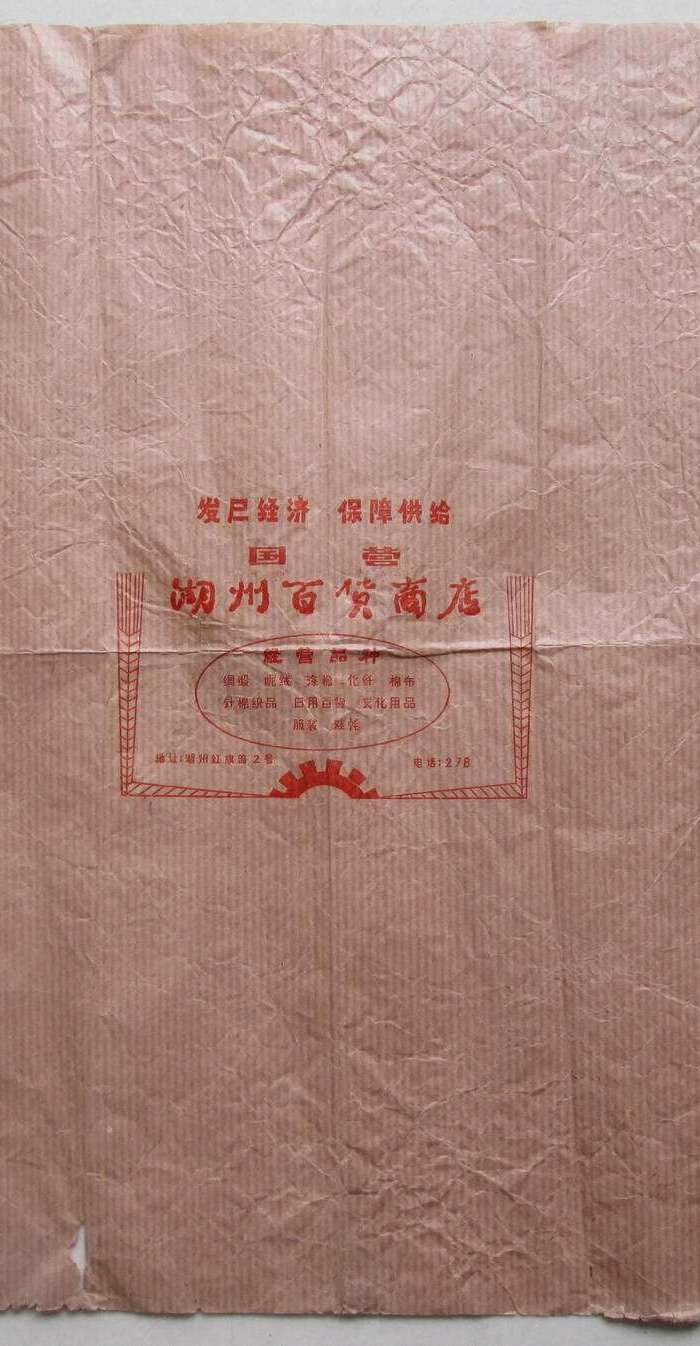 发尸经济 保障供给
国营
湖州百货商店
经营品种
绸缎 呢绒 涤棉 化纤 棉布
针棉织品 日用百货 文化用品
服装 鞋帽
地址:湖州红旗路2号 电话:278